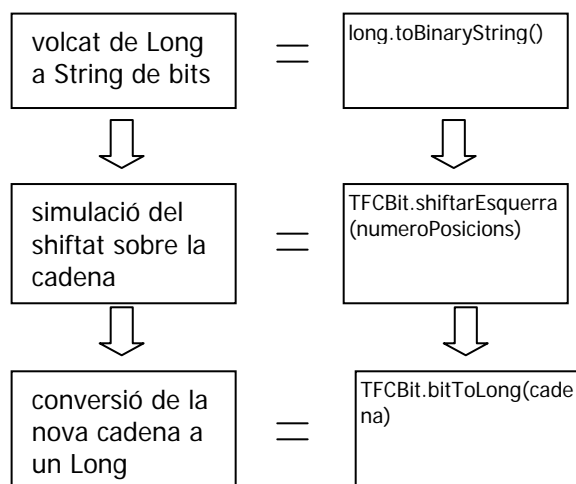 volcat de Long
a String de bits
=
long.toBinaryString()
simulació del
shiftat sobre la
cadena
=
TFCBit.shiftarEsquerra
(numeroPosicions)
conversió de la
nova cadena a
un Long
=
TFCBit.bitToLong(cade
na)